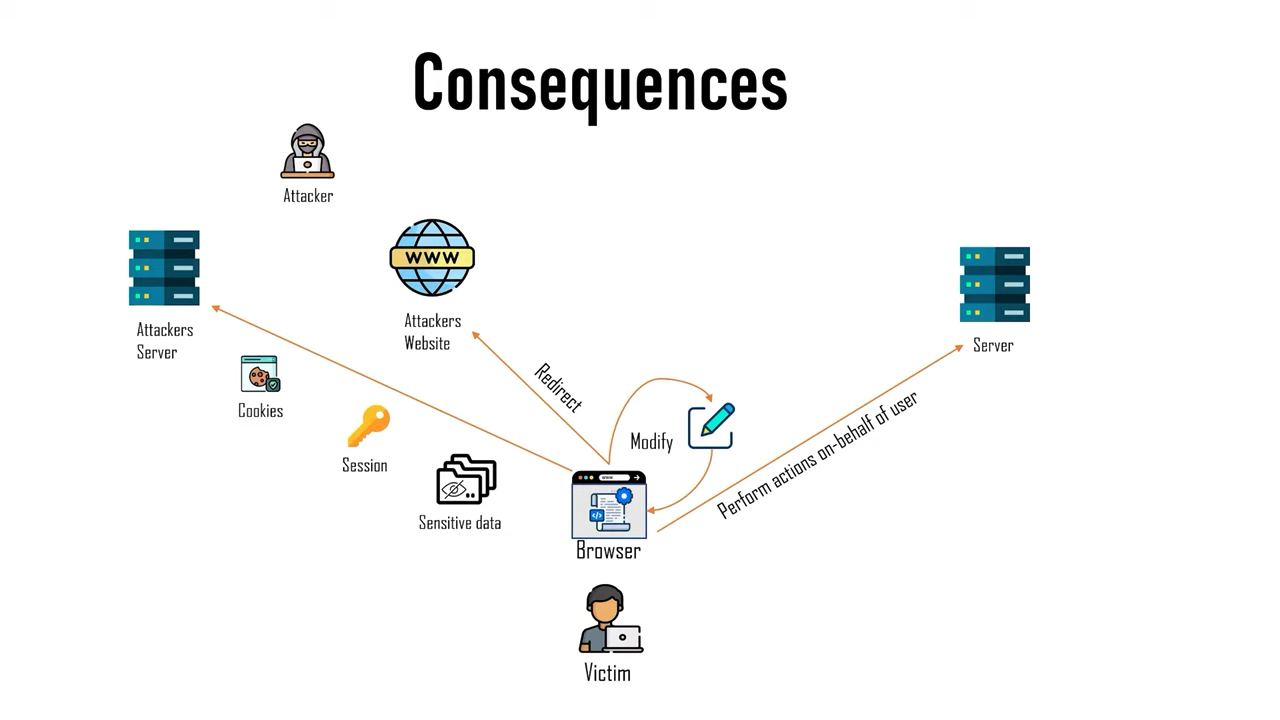 Consequences
Attacker
WWW
Attackers
Server
Attackers
Website
Server
Redirect
Cookies
Modify
Perform actions on-behalf of user
Session
www
Sensitive data
Browser
Victim